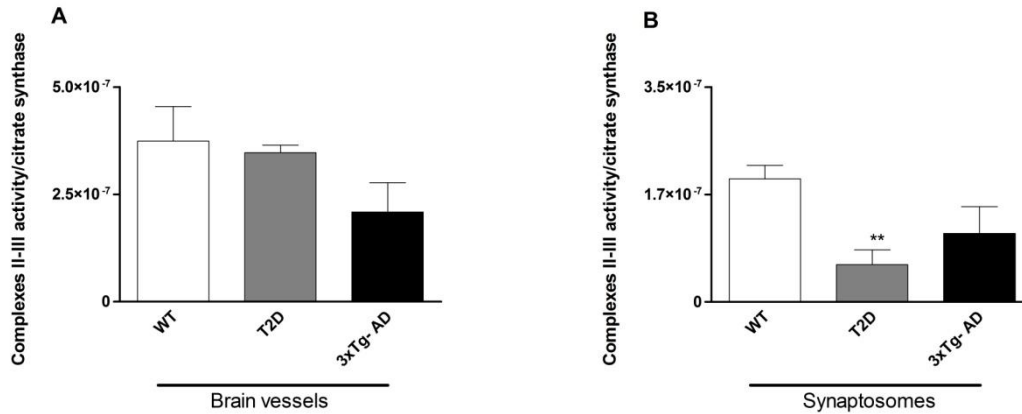 A
Complexes II-III activity/citrate synthase
5.0×10⁻⁷
2.5×10⁻⁷
0
WT
T2D
3xTg- AD
Brain vessels
B
Complexes II-III activity/citrate synthase
3.5×10⁻⁷
1.7×10⁻⁷
0
**
WT
T2D
3xTg- AD
Synaptosomes